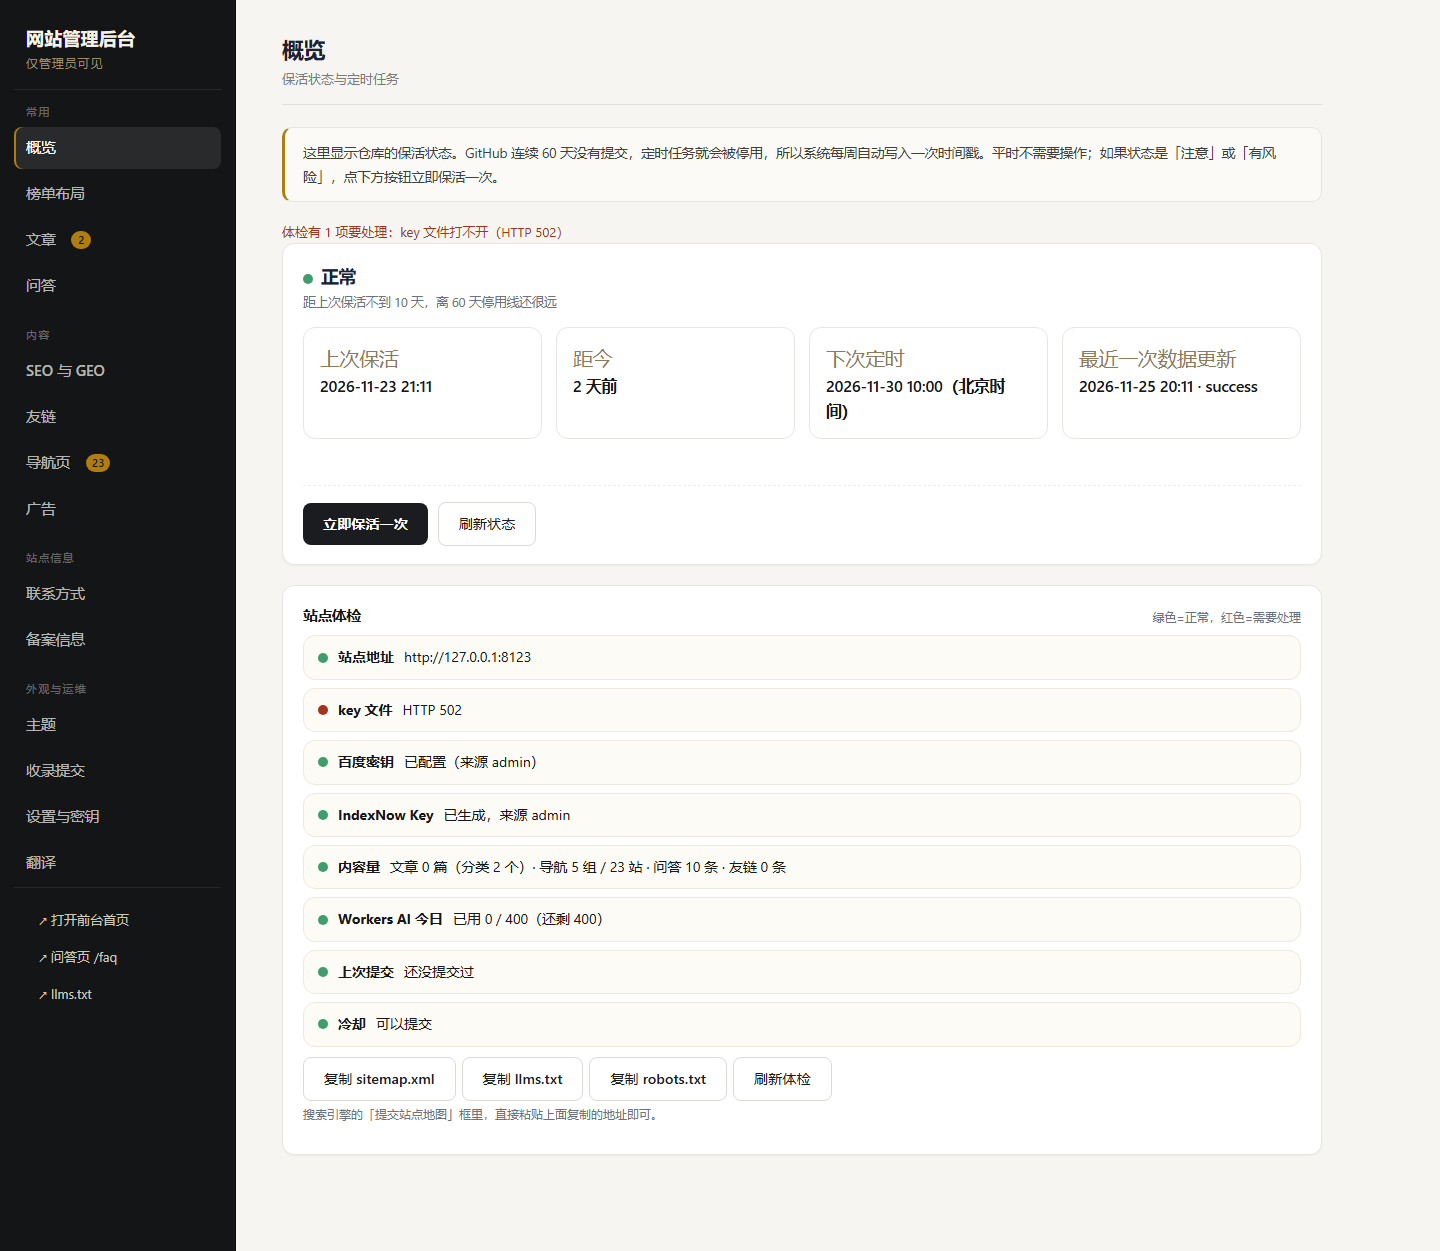 网站管理后台
仅管理员可见
常用
概览
榜单布局
文章 2
问答
内容
SEO 与 GEO
友链
导航页 23
广告
站点信息
联系方式
备案信息
外观与运维
主题
收录提交
设置与密钥
翻译
↗ 打开前台首页
↗ 问答页 /faq
↗ llms.txt
概览
保活状态与定时任务
这里显示仓库的保活状态。GitHub 连续 60 天没有提交，定时任务就会被停用，所以系统每周自动写入一次时间戳。平时不需要操作；如果状态是「注意」或「有风
险」，点下方按钮立即保活一次。
体检有 1 项要处理：key 文件打不开（HTTP 502）
正常
距上次保活不到 10 天，离 60 天停用线还很远
上次保活
2026-11-23 21:11
距今
2 天前
下次定时
2026-11-30 10:00（北京时
间）
最近一次数据更新
2026-11-25 20:11 · success
立即保活一次
刷新状态
站点体检
绿色=正常，红色=需要处理
站点地址 http://127.0.0.1:8123
key 文件 HTTP 502
百度密钥 已配置（来源 admin）
IndexNow Key 已生成，来源 admin
内容量 文章 0 篇（分类 2 个）· 导航 5 组 / 23 站 · 问答 10 条 · 友链 0 条
Workers AI 今日 已用 0 / 400（还剩 400）
上次提交 还没提交过
冷却 可以提交
复制 sitemap.xml
复制 llms.txt
复制 robots.txt
刷新体检
搜索引擎的「提交站点地图」框里，直接粘贴上面复制的地址即可。